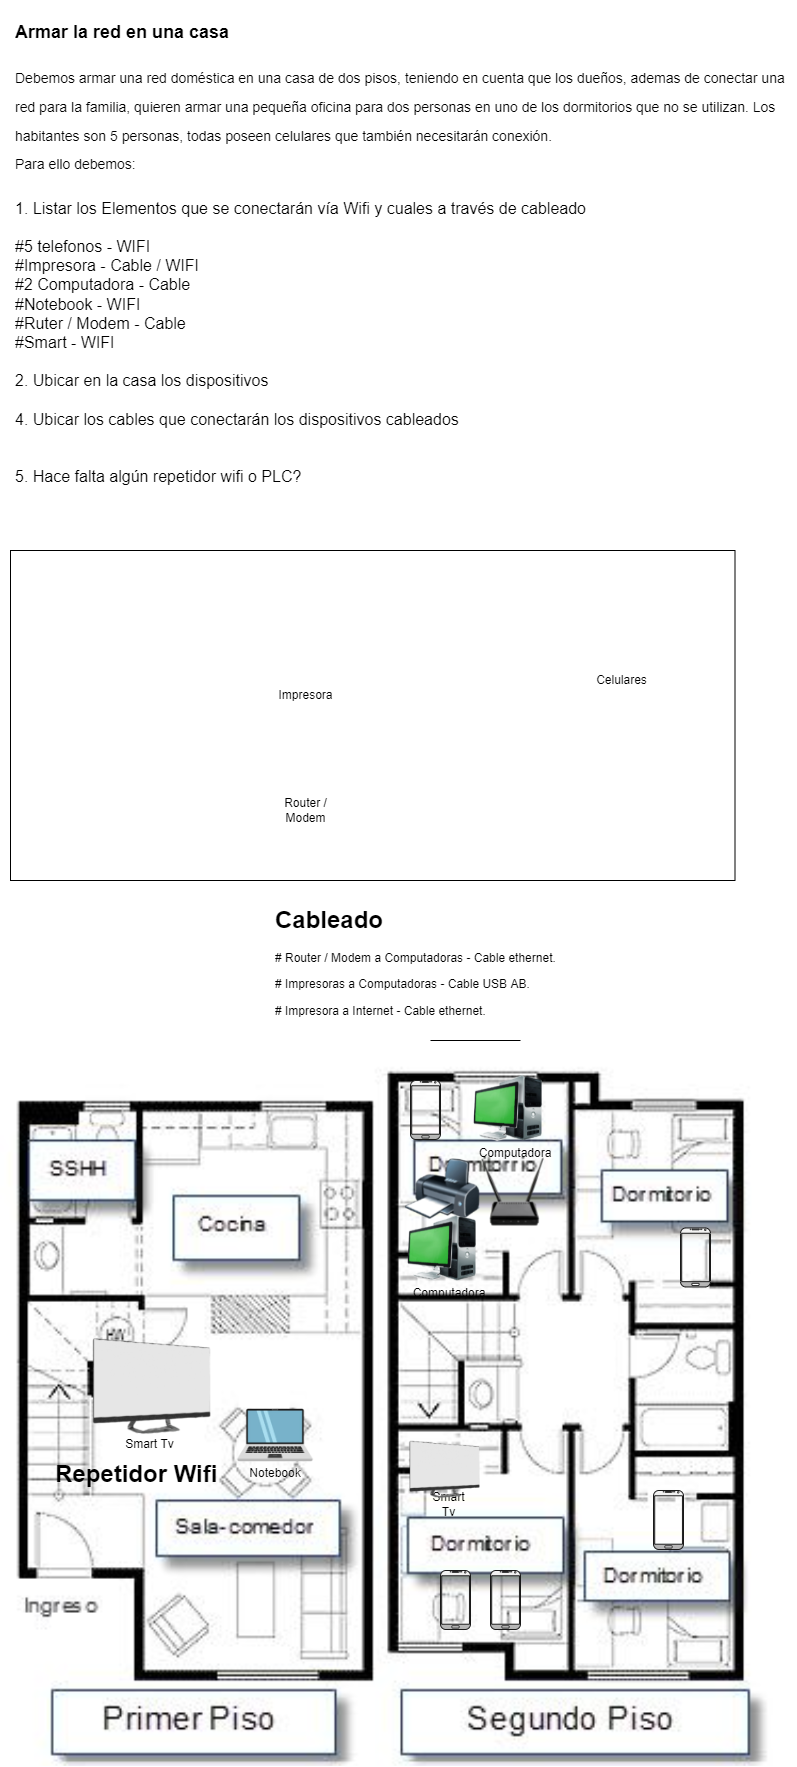 Armar la red en una casa
Debemos armar una red doméstica en una casa de dos pisos, teniendo en cuenta que los dueños, ademas de conectar una
red para la familia, quieren armar una pequeña oficina para dos personas en uno de los dormitorios que no se utilizan. Los
habitantes son 5 personas, todas poseen celulares que también necesitarán conexión.
Para ello debemos:
1. Listar los Elementos que se conectarán vía Wifi y cuales a través de cableado
#5 telefonos - WIFI
#Impresora - Cable / WIFI
#2 Computadora - Cable
#Notebook - WIFI
#Ruter / Modem - Cable
#Smart - WIFI
2. Ubicar en la casa los dispositivos
4. Ubicar los cables que conectarán los dispositivos cableados
5. Hace falta algún repetidor wifi o PLC?
Celulares
Impresora
Router /
Modem
Cableado
# Router / Modem a Computadoras - Cable ethernet.
# Impresoras a Computadoras - Cable USB AB.
# Impresora a Internet - Cable ethernet.
SSHH
Cocina
HW
Smart Tv
Repetidor Wifi
Notebook
Sala-comedor
Ingreso
Primer Piso
Computadora
Dormitorrio
Dormitorio
Computadora
Smart
Tv
Dormitorio
Dormitorio
Segundo Piso